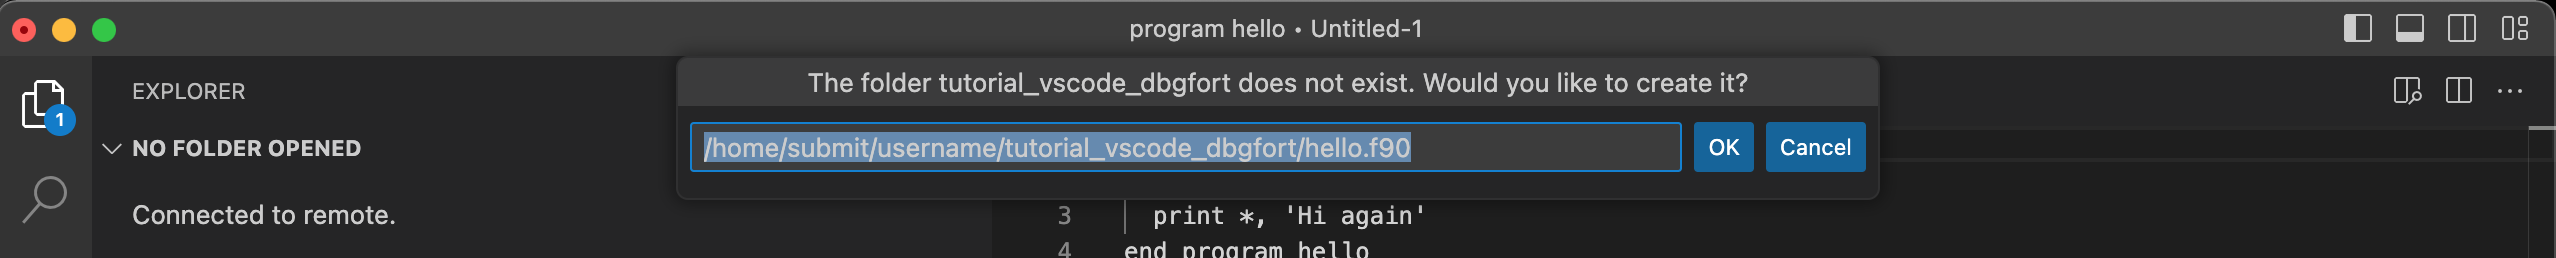 program hello • Untitled-1
EXPLORER
1
NO FOLDER OPENED
Connected to remote.
The folder tutorial_vscode_dbgfort does not exist. Would you like to create it?
/home/submit/username/tutorial_vscode_dbgfort/hello.f90
OK
Cancel
3 print *, 'Hi again'
4 end program hello